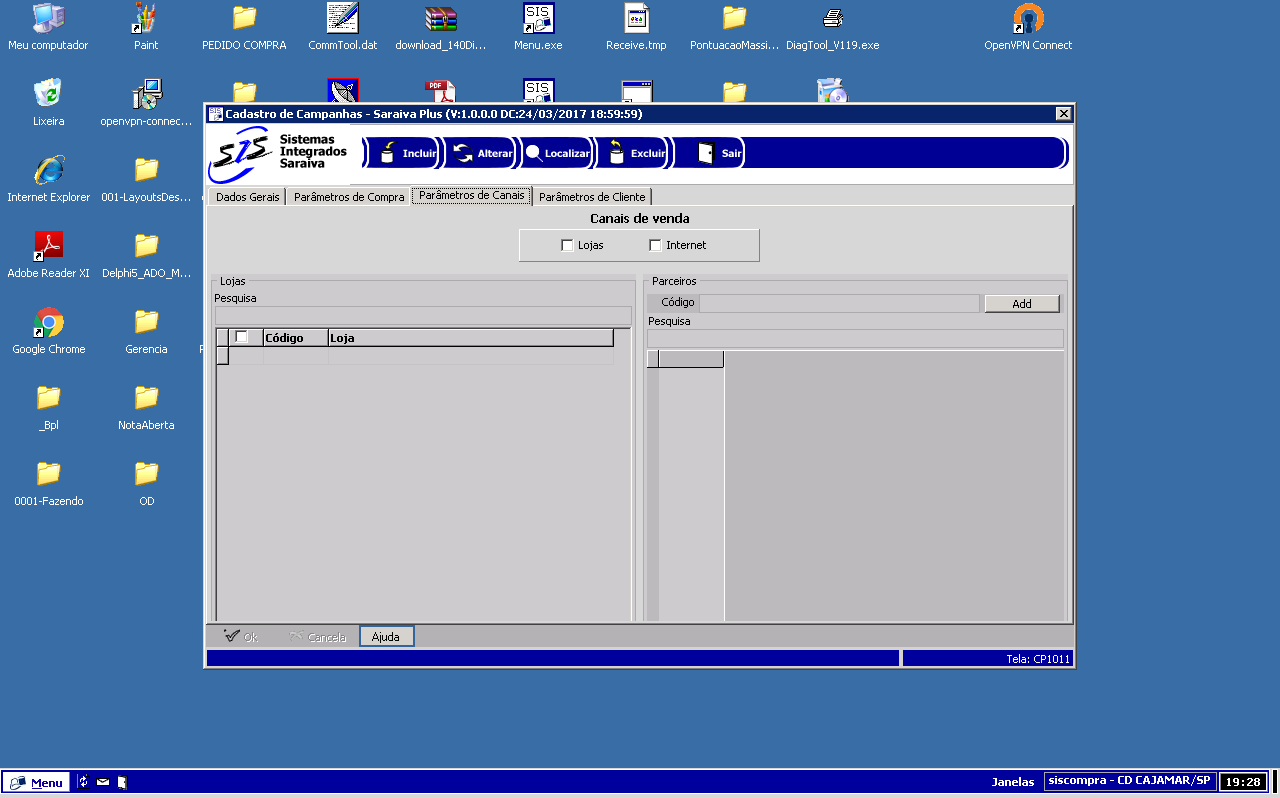 Meu computador
Paint
PEDIDO COMPRA
CommTool.dat
download_140Di...
Menu.exe
Receive.tmp
PontuacaoMassi...
DiagTool_V119.exe
OpenVPN Connect
SIS
PDF
SIS
Lixeira
openvpn-connec...
Internet Explorer
001-LayoutsDes...
Adobe Reader XI
Delphi5_ADO_M...
Google Chrome
Gerencia
_Bpl
NotaAberta
0001-Fazendo
OD
Cadastro de Campanhas - Saraiva Plus (V:1.0.0.0 DC:24/03/2017 18:59:59)
SIS
Sistemas
Integrados
Saraiva
Incluir
Alterar
Localizar
Excluir
Sair
Dados Gerais
Parâmetros de Compra
Parâmetros de Canais
Parâmetros de Cliente
Canais de venda
Lojas
Internet
Lojas
Pesquisa
Código
Loja
Parceiros
Código
Add
Pesquisa
Ok
Cancela
Ajuda
Tela: CP1011
Menu
Janelas
siscompra - CD CAJAMAR/SP
19:28